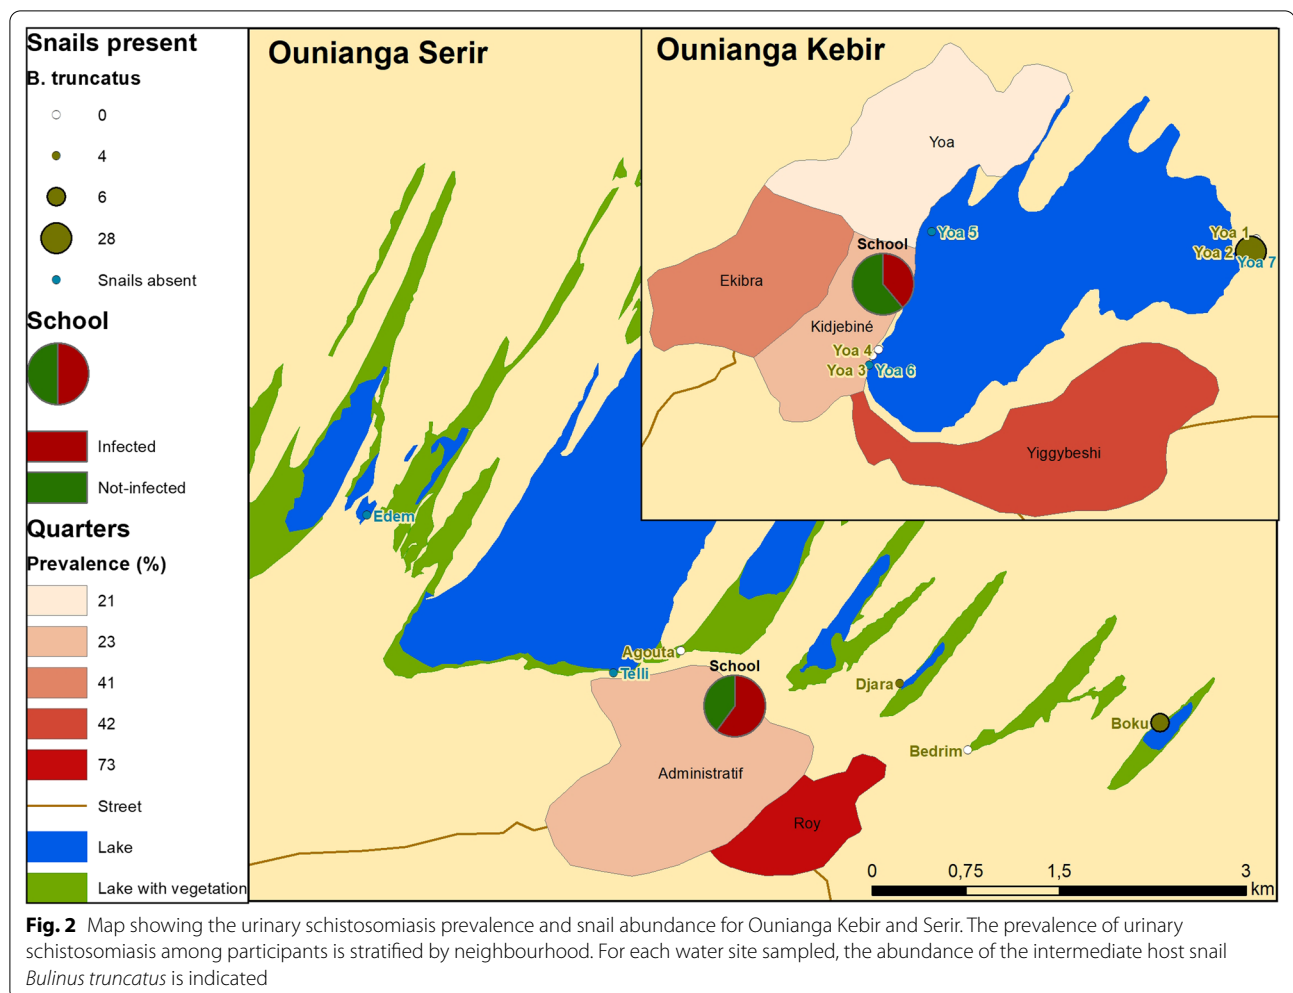 Snails present
B. truncatus
0
4
6
28
Snails absent
School
Infected
Not-infected
Quarters
Prevalence (%)
21
23
41
42
73
Street
Lake
Lake with vegetation
Ounianga Serir
Ounianga Kebir
Yoa
Yoa 1
Yoa 5
School
Yoa 2
Yoa 7
Ekibra
Kidjebiné
Yoa 4
Yoa 3
Yoa 6
Yiggybeshi
Edem
Agouta
Telli
School
Djara
Boku
Bedrim
Administratif
Roy
0 0,75 1,5 3
km
Fig. 2 Map showing the urinary schistosomiasis prevalence and snail abundance for Ounianga Kebir and Serir. The prevalence of urinary
schistosomiasis among participants is stratified by neighbourhood. For each water site sampled, the abundance of the intermediate host snail
Bulinus truncatus is indicated